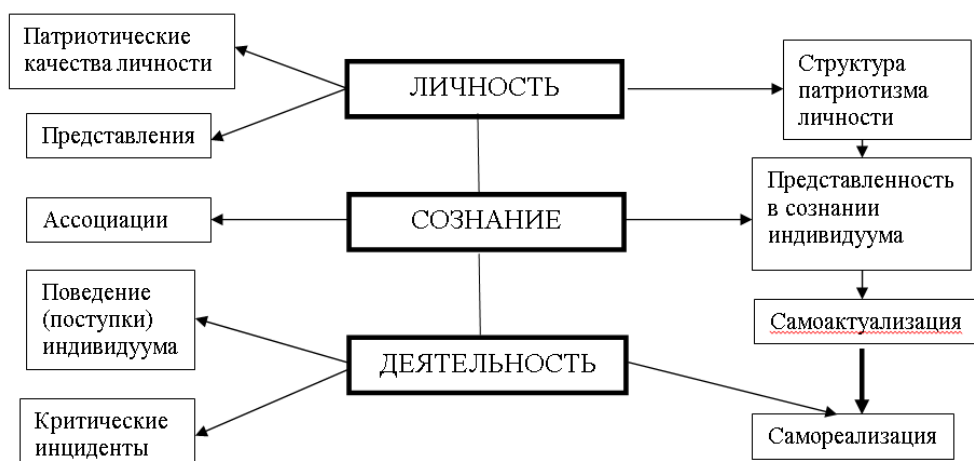 Патриотические
качества личности
Представления
Ассоциации
Поведение
(поступки)
индивидуума
Критические
инциденты
ЛИЧНОСТЬ
СОЗНАНИЕ
ДЕЯТЕЛЬНОСТЬ
Структура
патриотизма
личности
Представленность
в сознании
индивидуума
Самоактуализация
Самореализация